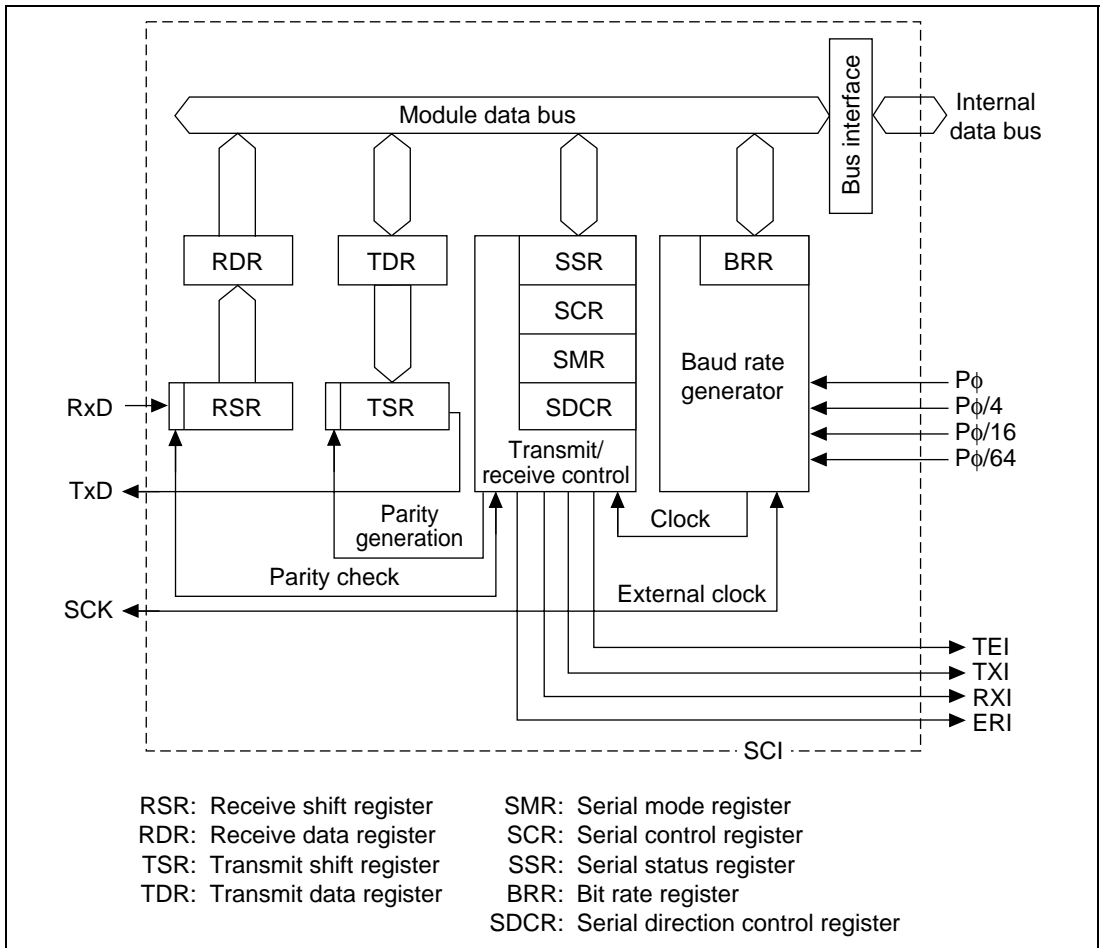 Module data bus
Bus interface
Internal
data bus
RDR
TDR
SSR
BRR
SCR
SMR
SDCR
Baud rate
generator
RxD
RSR
TSR
Transmit/
receive control
Pϕ
Pϕ/4
Pϕ/16
Pϕ/64
TxD
Parity
generation
Clock
Parity check
SCK
External clock
TEI
TXI
RXI
ERI
SCI
RSR: Receive shift register
RDR: Receive data register
TSR: Transmit shift register
TDR: Transmit data register
SMR: Serial mode register
SCR: Serial control register
SSR: Serial status register
BRR: Bit rate register
SDCR: Serial direction control register